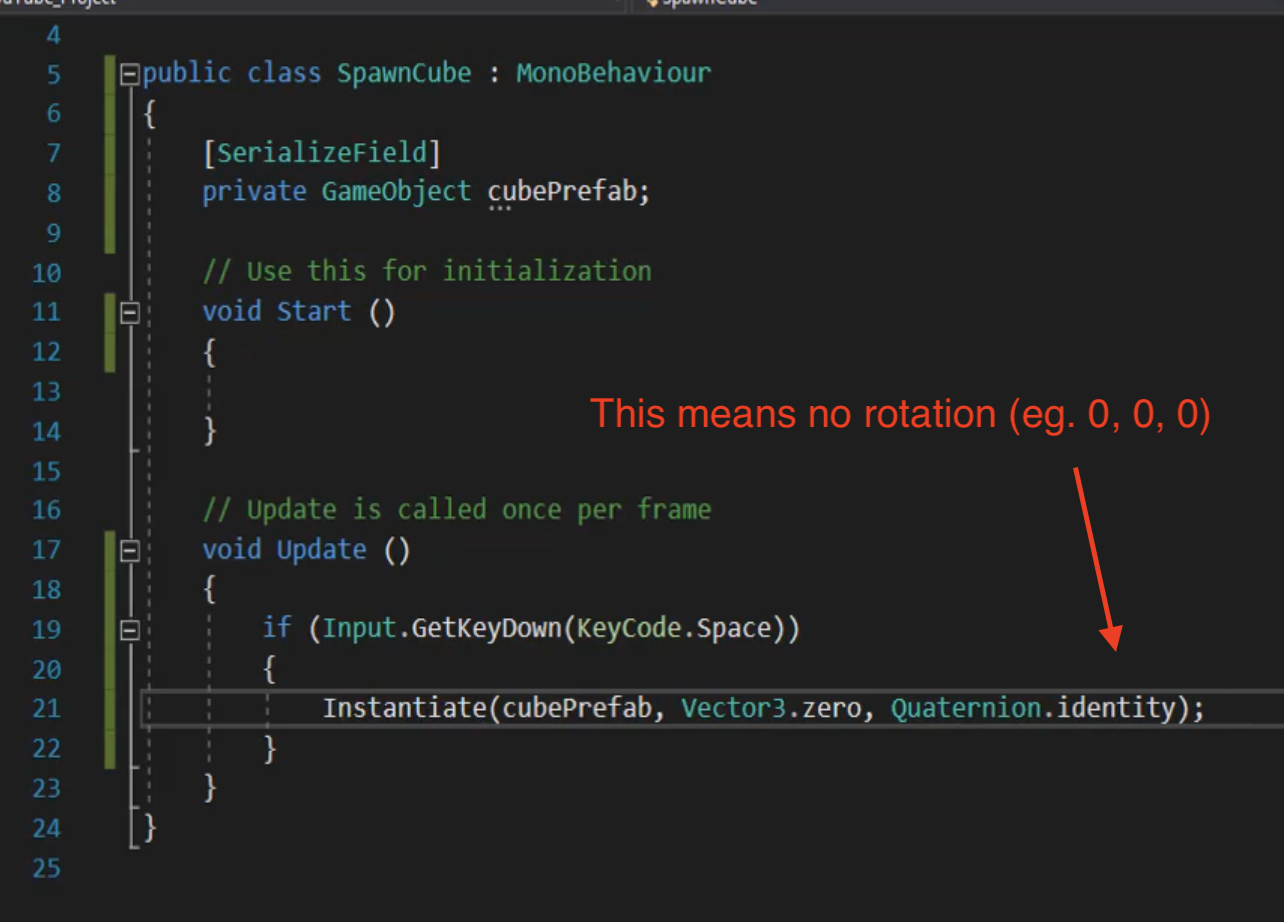 SpawnCube
4
5 public class SpawnCube : MonoBehaviour
6 {
7 [SerializeField]
8 private GameObject cubePrefab;
9
10 // Use this for initialization
11 void Start ()
12 {
13
This means no rotation (eg. 0, 0, 0)
14 }
15
16 // Update is called once per frame
17 void Update ()
18 {
19 if (Input.GetKeyDown(KeyCode.Space))
20 {
21 Instantiate(cubePrefab, Vector3.zero, Quaternion.identity);
22 }
23 }
24 }
25